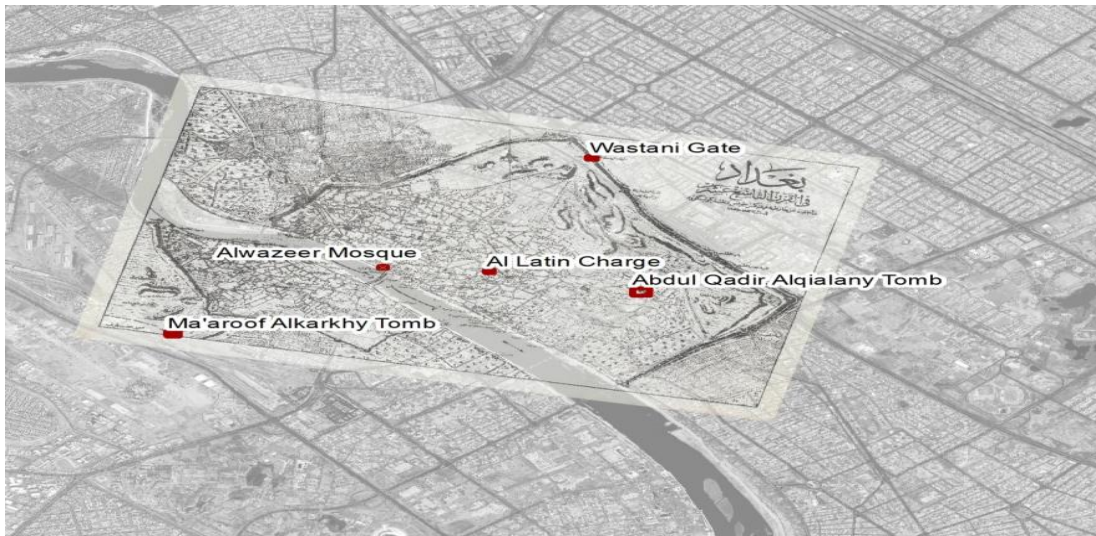 Wastani Gate
بغداد
Alwazeer Mosque
Al Latin Charge
Abdul Qadir Alqialany Tomb
Ma'aroof Alkarkhy Tomb